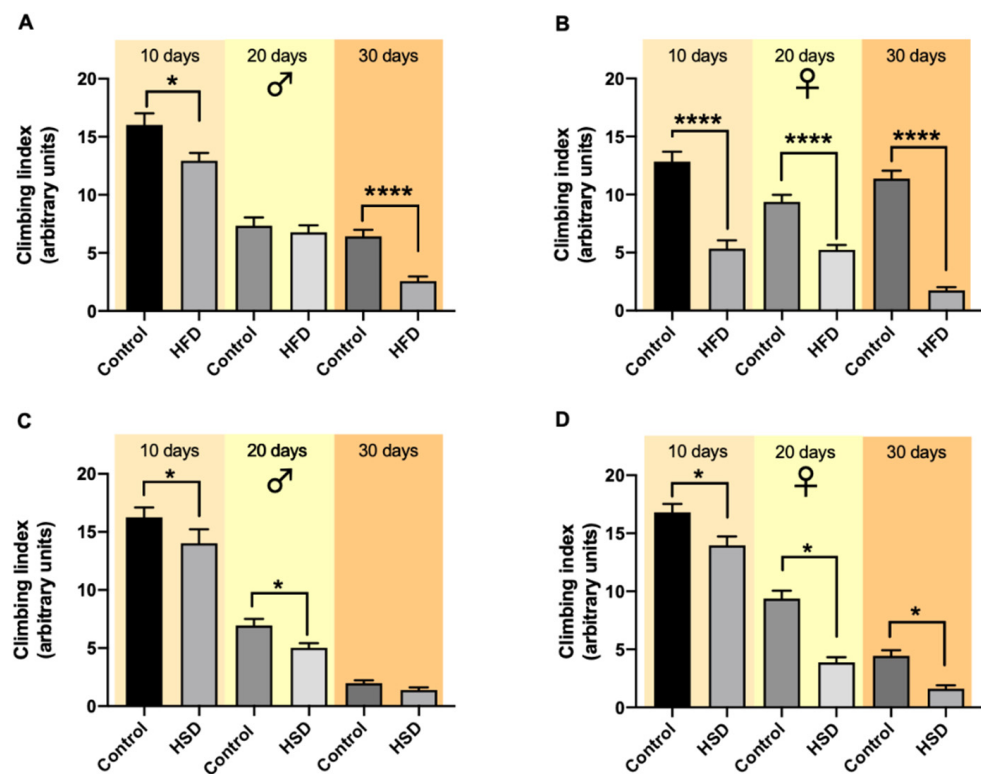 A
10 days 20 days 30 days
♂
Climbing lindex
(arbitrary units)
20
15
10
5
0
*
****
Control HFD Control HFD Control HFD
B
10 days 20 days 30 days
♀
Climbing index
(arbitrary units)
20
15
10
5
0
****
****
****
Control HFD Control HFD Control HFD
C
10 days 20 days 30 days
♂
Climbing lindex
(arbitrary units)
20
15
10
5
0
*
*
Control HSD Control HSD Control HSD
D
10 days 20 days 30 days
♀
Climbing index
(arbitrary units)
20
15
10
5
0
*
*
*
Control HSD Control HSD Control HSD